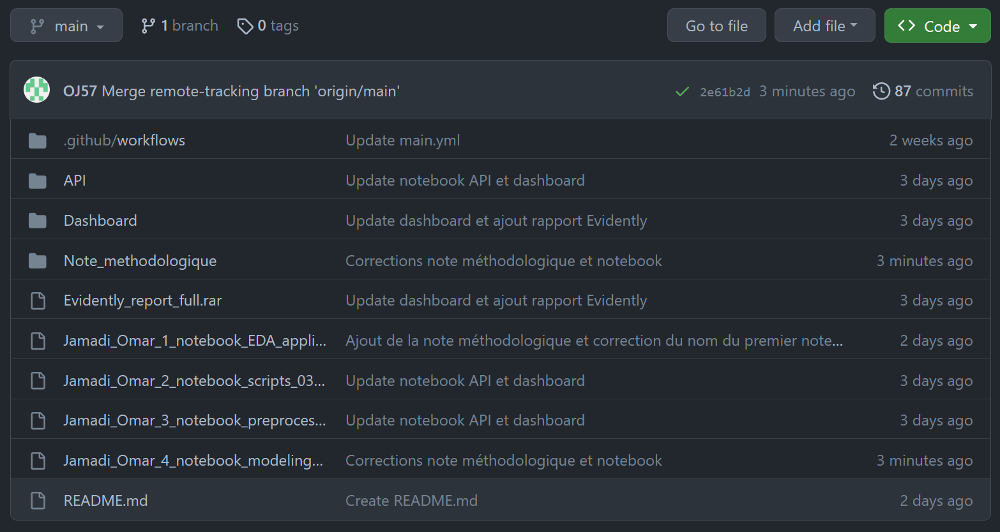 main 1 branch 0 tags Go to file Add file Code
OJ57 Merge remote-tracking branch 'origin/main' 2e61b2d 3 minutes ago 87 commits
.github/workflows Update main.yml 2 weeks ago
API Update notebook API et dashboard 3 days ago
Dashboard Update dashboard et ajout rapport Evidently 3 days ago
Note_methodologique Corrections note méthodologique et notebook 3 minutes ago
Evidently_report_full.rar Update dashboard et ajout rapport Evidently 3 days ago
Jamadi_Omar_1_notebook_EDA_appli... Ajout de la note méthodologique et correction du nom du premier note... 2 days ago
Jamadi_Omar_2_notebook_scripts_03... Update notebook API et dashboard 3 days ago
Jamadi_Omar_3_notebook_preproces... Update notebook API et dashboard 3 days ago
Jamadi_Omar_4_notebook_modeling... Corrections note méthodologique et notebook 3 minutes ago
README.md Create README.md 2 days ago